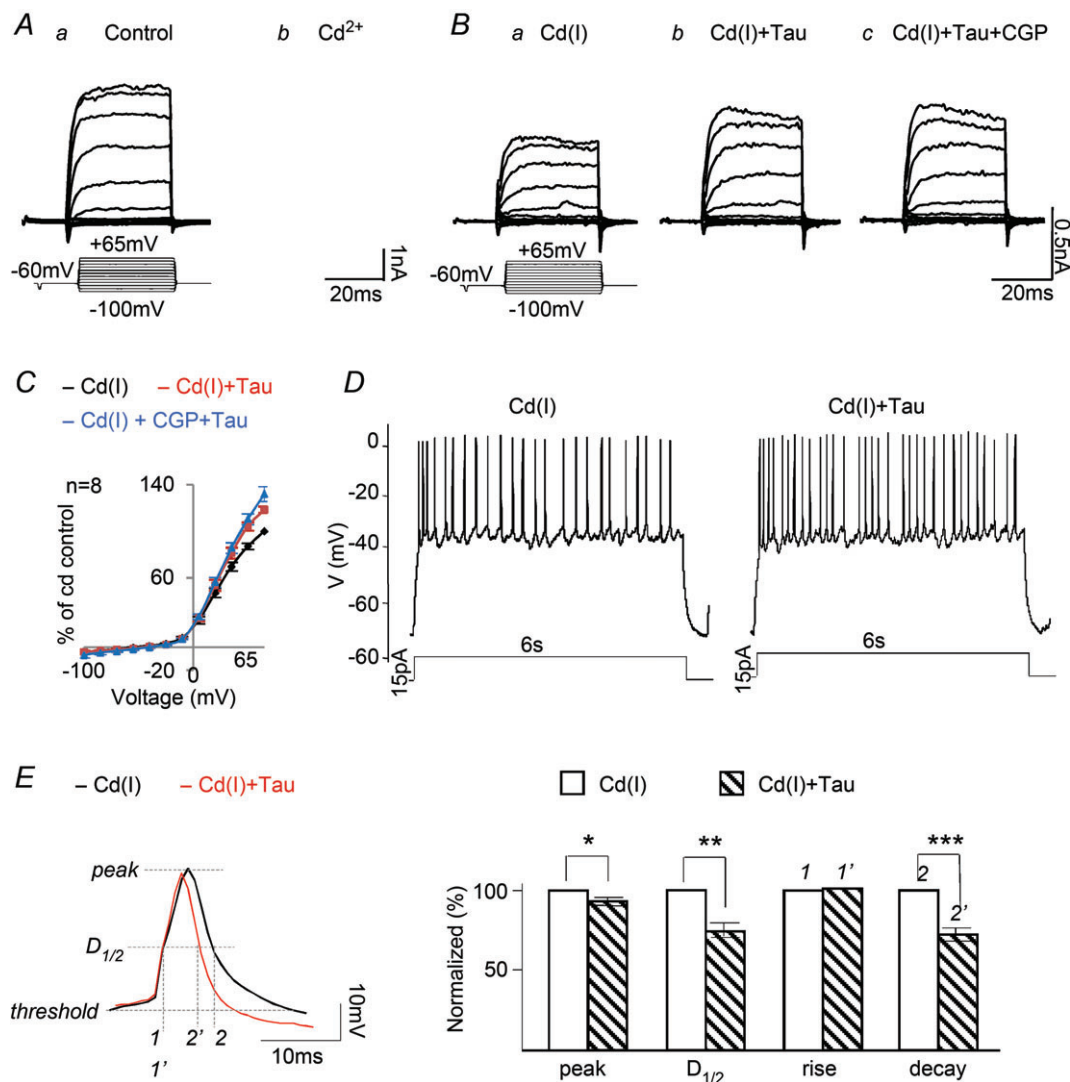 A
a Control
b Cd²⁺
B
a Cd(I)
b Cd(I)+Tau
c Cd(I)+Tau+CGP
+65mV
-60mV
-100mV
1nA
20ms
+65mV
-60mV
-100mV
0.5nA
20ms
C
– Cd(I) – Cd(I)+Tau
– Cd(I) + CGP+Tau
n=8
140
60
% of cd control
-100
-20
0
65
Voltage (mV)
D
Cd(I)
Cd(I)+Tau
0
-20
-40
-60
-60
V (mV)
6s
15pA
6s
15pA
E
– Cd(I) – Cd(I)+Tau
peak
D1/2
threshold
1 2’ 2
1’
10mV
10ms
Cd(I)
Cd(I)+Tau
* ** ***
1 1’ 2
2’
100
50
Normalized (%)
peak D1/2 rise decay